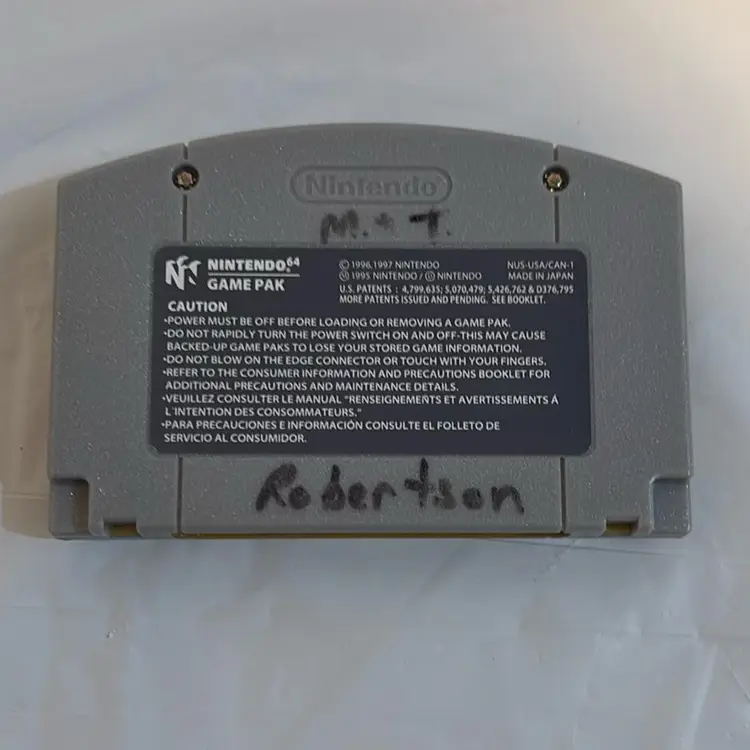 Nintendo
M. + T.
NINTENDO64
GAME PAK
© 1996, 1997 NINTENDO
Ⓜ 1995 NINTENDO / Ⓖ NINTENDO
NUS-USA/CAN-1
MADE IN JAPAN
U.S. PATENTS : 4,799,635; 5,070,479; 5,426,762 & D376,795
MORE PATENTS ISSUED AND PENDING. SEE BOOKLET.
CAUTION
•POWER MUST BE OFF BEFORE LOADING OR REMOVING A GAME PAK.
•DO NOT RAPIDLY TURN THE POWER SWITCH ON AND OFF-THIS MAY CAUSE
BACKED-UP GAME PAKS TO LOSE YOUR STORED GAME INFORMATION.
•DO NOT BLOW ON THE EDGE CONNECTOR OR TOUCH WITH YOUR FINGERS.
•REFER TO THE CONSUMER INFORMATION AND PRECAUTIONS BOOKLET FOR
ADDITIONAL PRECAUTIONS AND MAINTENANCE DETAILS.
•VEUILLEZ CONSULTER LE MANUAL "RENSEIGNEMENTS ET AVERTISSEMENTS Á
L'INTENTION DES CONSOMMATEURS."
•PARA PRECAUCIONES E INFORMACIÓN CONSULTE EL FOLLETO DE
SERVICIO AL CONSUMIDOR.
Robertson